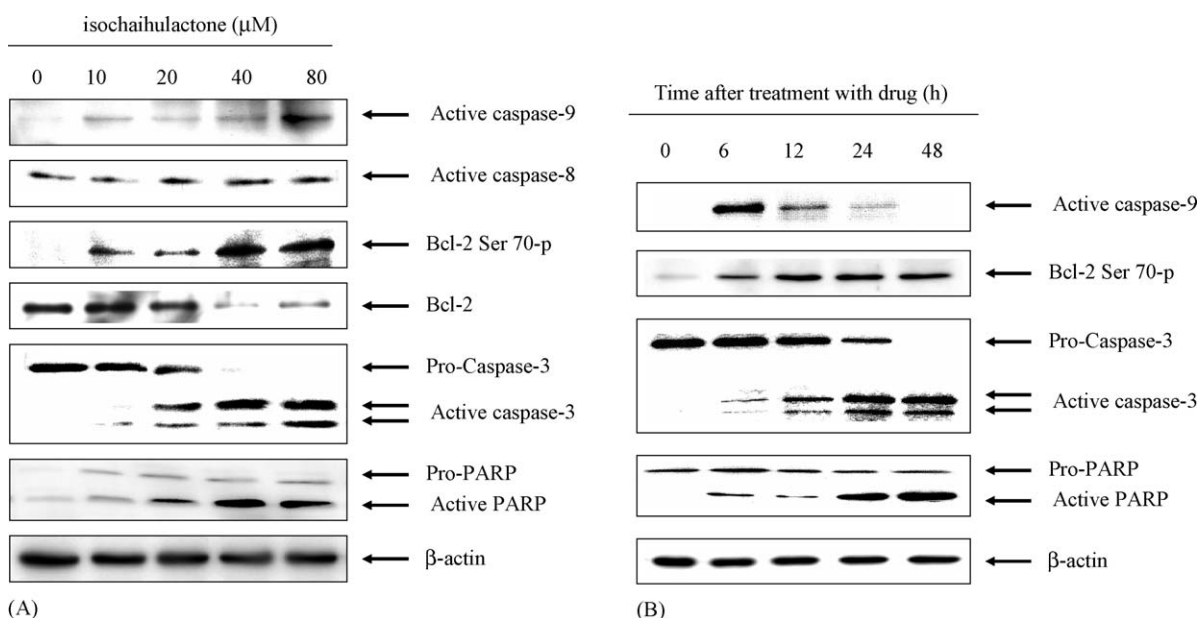 isochaihulactone (μM)
0 10 20 40 80
Active caspase-9
Active caspase-8
Bcl-2 Ser 70-p
Bcl-2
Pro-Caspase-3
Active caspase-3
Pro-PARP
Active PARP
β-actin
(A)
Time after treatment with drug (h)
0 6 12 24 48
Active caspase-9
Bcl-2 Ser 70-p
Pro-Caspase-3
Active caspase-3
Pro-PARP
Active PARP
β-actin
(B)